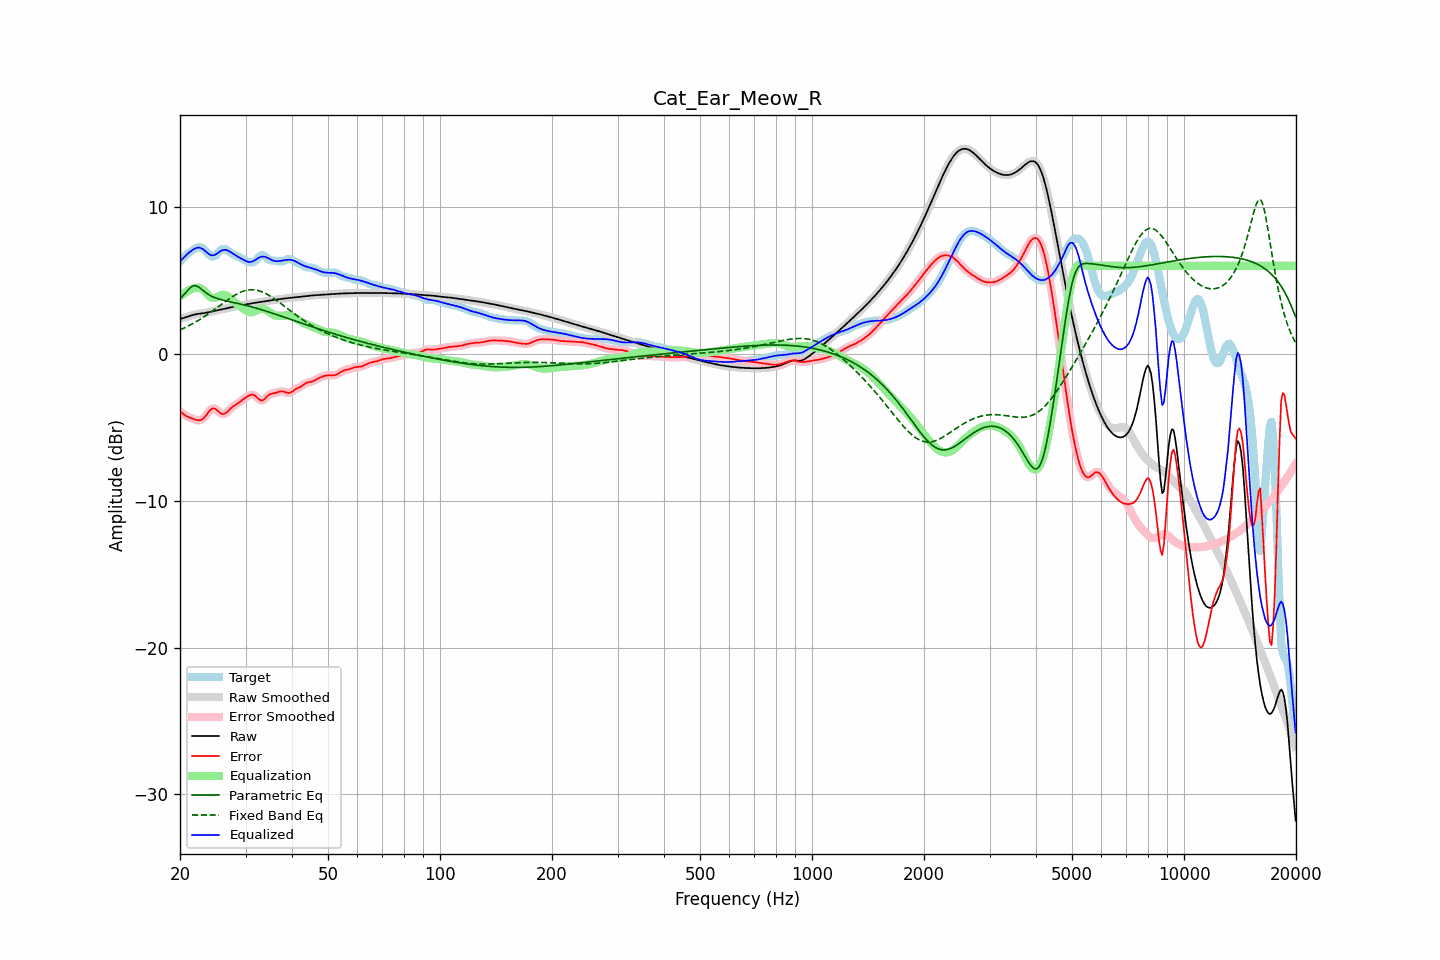 Cat_Ear_Meow_R
Amplitude (dBr)
10
0
−10
−20
−30
Target
Raw Smoothed
Error Smoothed
Raw
Error
Equalization
Parametric Eq
Fixed Band Eq
Equalized
20 50 100 200 500 1000 2000 5000 10000 20000
Frequency (Hz)